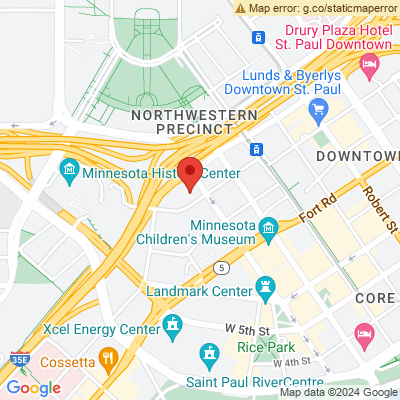 Map error: g.co/staticmaperror
Drury Plaza Hotel
St. Paul Downtown
Lunds & Byerlys
Downtown St. Paul
NORTHWESTERN
PRECINCT
DOWNTOWN
Minnesota History Center
Robert St
Fort Rd
Minnesota
Children's Museum
5
Landmark Center
CORE
Xcel Energy Center
W 5th St
35E
Rice Park
Cossetta
W 4th St
Saint Paul RiverCentre
Google
Map data ©2024 Google